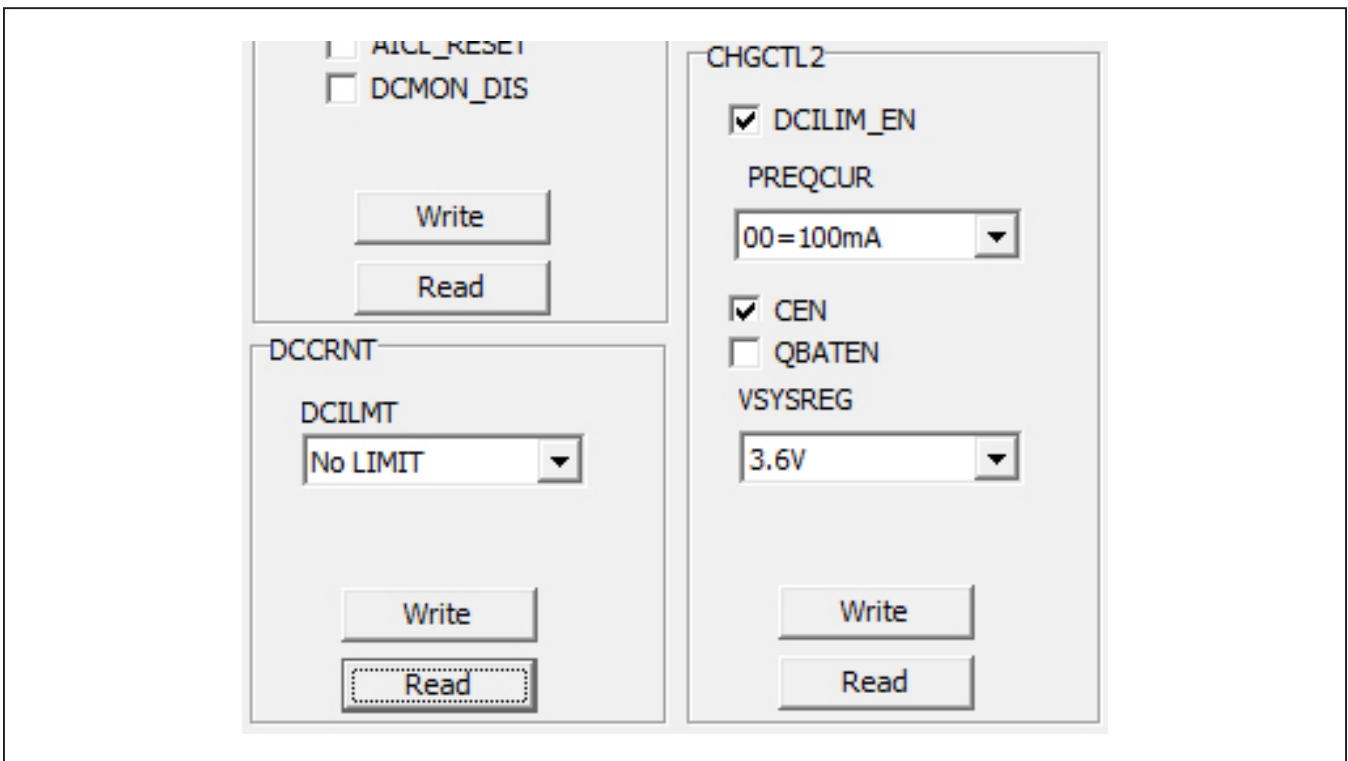 AICL_RESET
DCMON_DIS
Write
Read
DCCRNT
DCILMT
No LIMIT
Write
Read
CHGCTL2
DCILIM_EN
PREQCUR
00=100mA
CEN
QBATEN
VSYSREG
3.6V
Write
Read